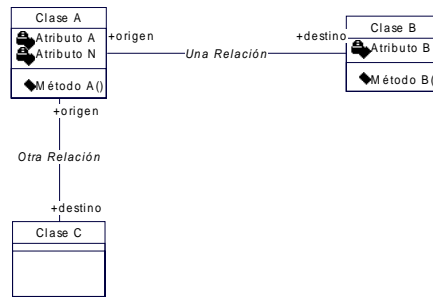 Clase A
Atributo A
Atributo N
Método A()
+origen
Una Relación
+destino
Clase B
Atributo B
Método B(
+origen
Otra Relación
+destino
Clase C